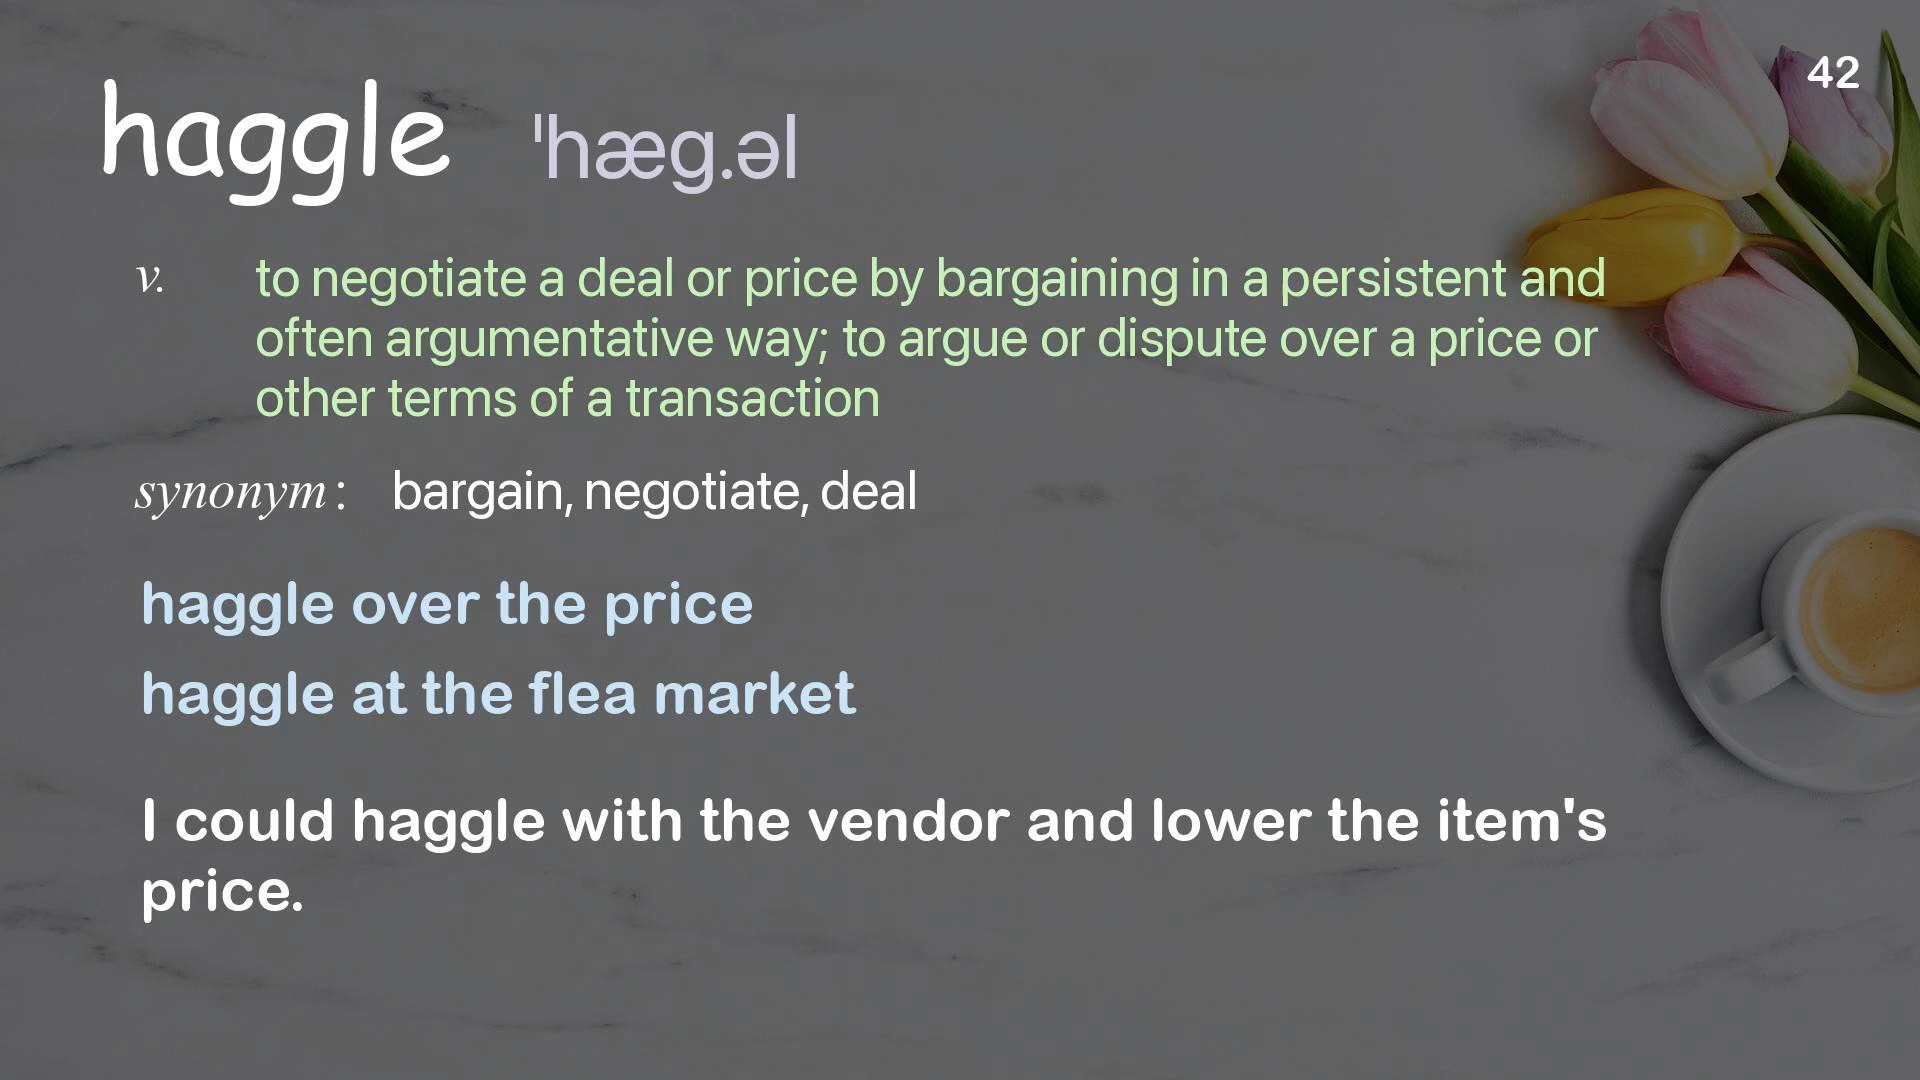 42
haggle ˈhæg.əl
v. to negotiate a deal or price by bargaining in a persistent and
often argumentative way; to argue or dispute over a price or
other terms of a transaction
synonym : bargain, negotiate, deal
haggle over the price
haggle at the flea market
I could haggle with the vendor and lower the item's
price.